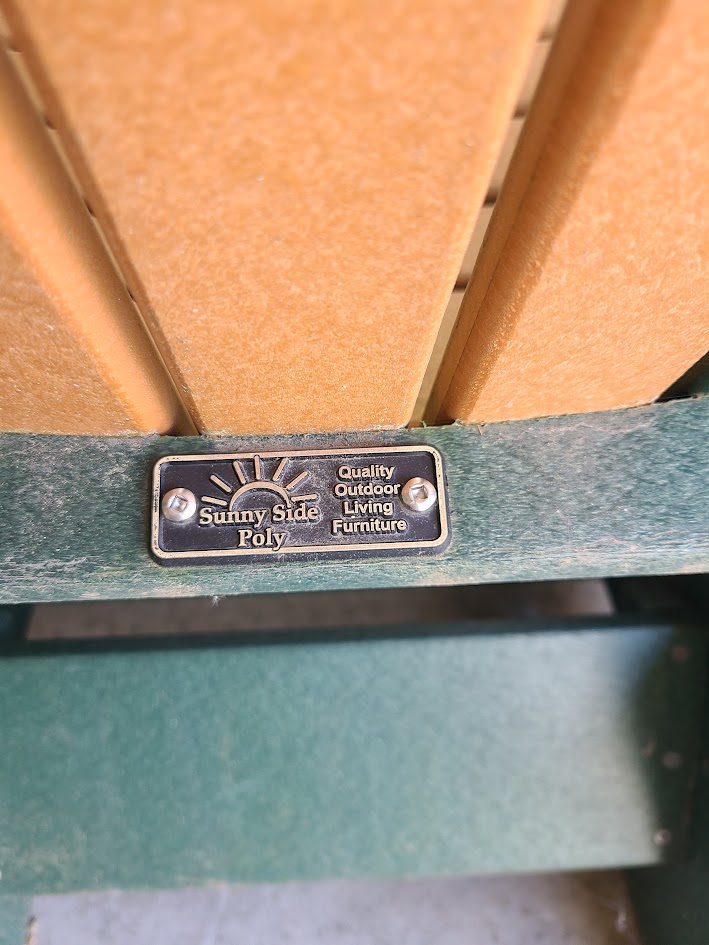 Sunny Side
Poly
Quality
Outdoor
Living
Furniture